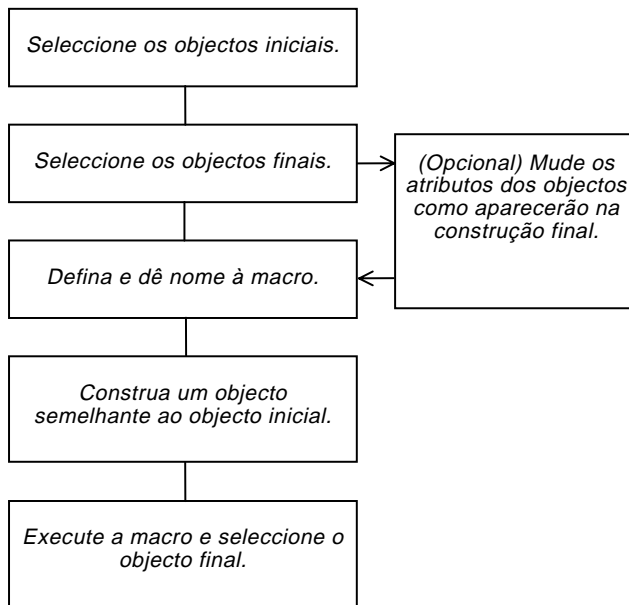 Seleccione os objectos iniciais.
Seleccione os objectos finais.
(Opcional) Mude os
atributos dos objectos
como aparecerão na
construção final.
Defina e dê nome à macro.
Construa um objecto
semelhante ao objecto inicial.
Execute a macro e seleccione o
objecto final.